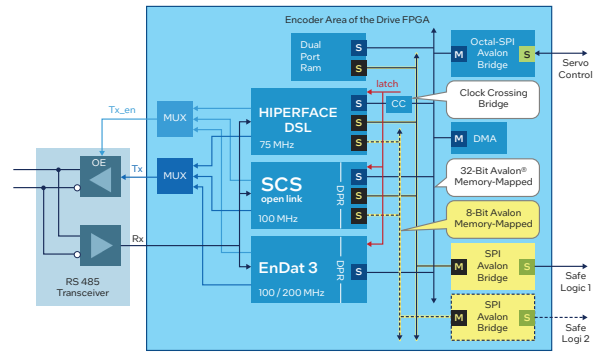 Encoder Area of the Drive FPGA
Dual
Port
Ram
S
S
M
Octal-SPI
Avalon
Bridge
S
Servo
Control
latch
Tx_en
MUX
HIPERFACE
DSL
75 MHz
S
S
S
CC
Clock Crossing
Bridge
M
DMA
OE
Tx
MUX
SCS
open link
100 MHz
DPR
S
S
S
32-Bit Avalon®
Memory-Mapped
8-Bit Avalon
Memory-Mapped
Rx
RS 485
Transceiver
EnDat 3
100 / 200 MHz
DPR
S
M
SPI
Avalon
Bridge
S
Safe
Logic 1
M
SPI
Avalon
Bridge
S
Safe
Logi 2